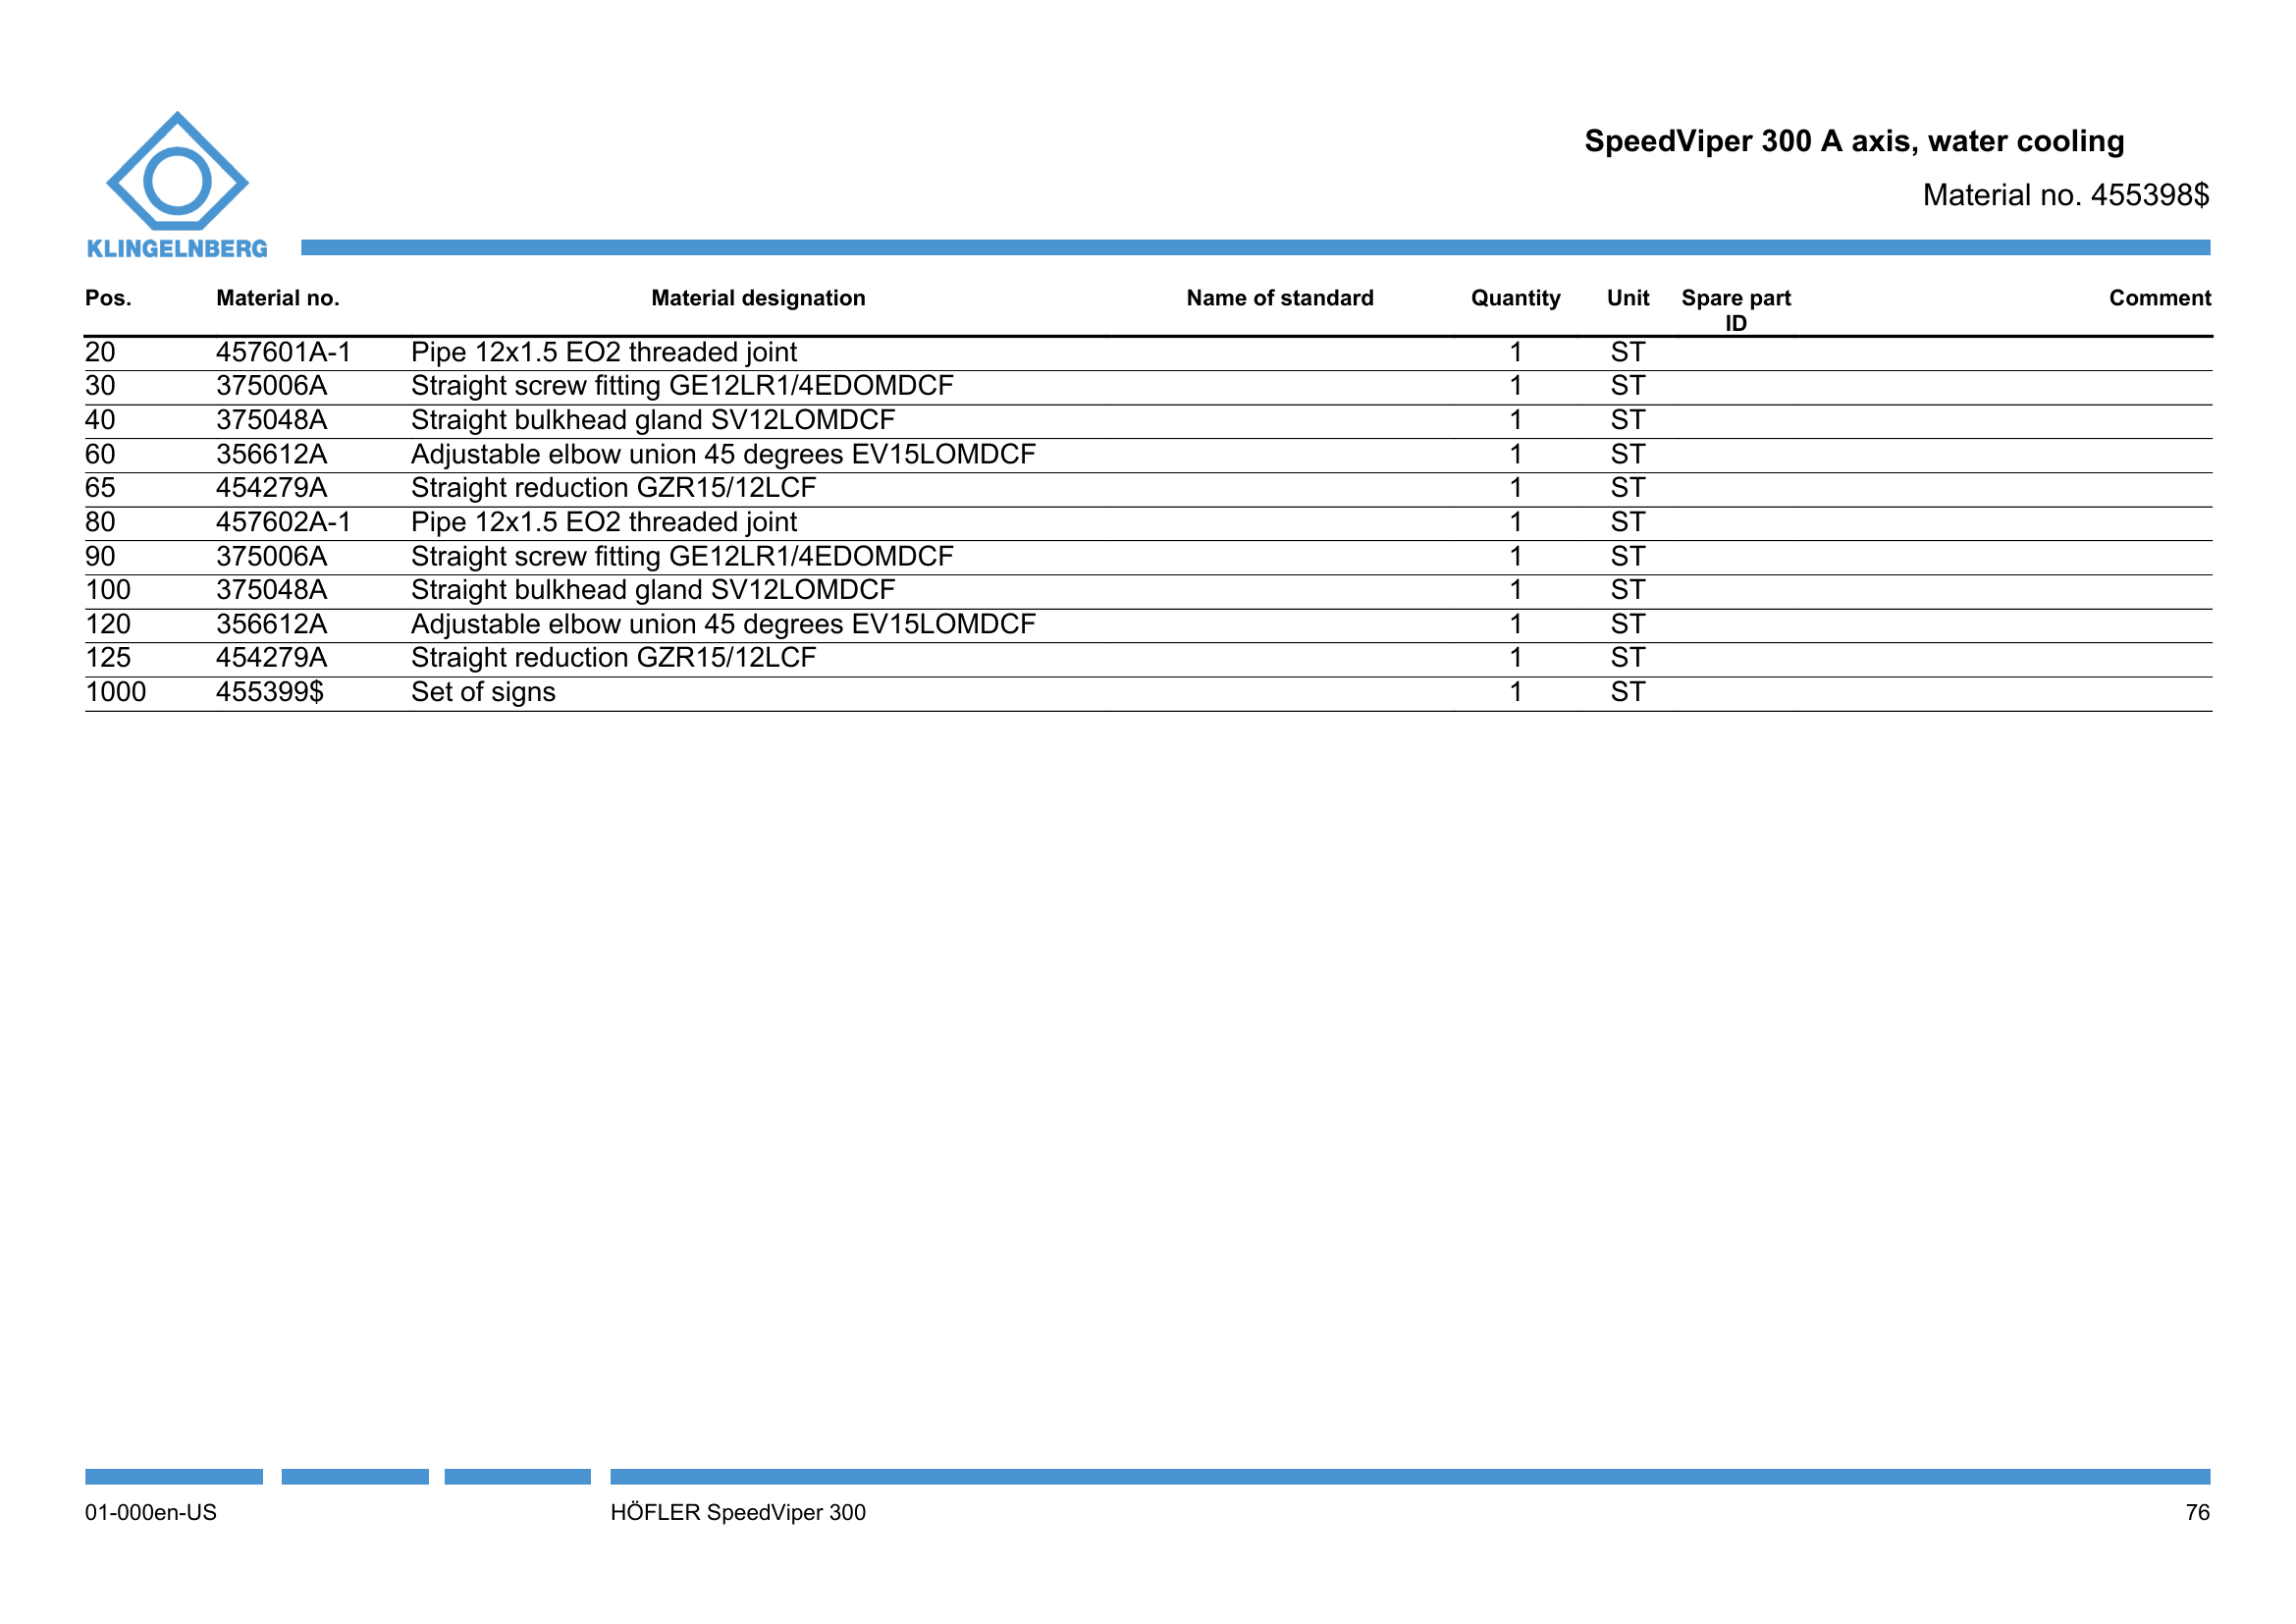 KLINGELNBERG
SpeedViper 300 A axis, water cooling
Material no. 455398$
Pos. Material no. Material designation Name of standard Quantity Unit Spare part ID Comment
20 457601A-1 Pipe 12x1.5 EO2 threaded joint 1 ST
30 375006A Straight screw fitting GE12LR1/4EDOMDCF 1 ST
40 375048A Straight bulkhead gland SV12LOMDCF 1 ST
60 356612A Adjustable elbow union 45 degrees EV15LOMDCF 1 ST
65 454279A Straight reduction GZR15/12LCF 1 ST
80 457602A-1 Pipe 12x1.5 EO2 threaded joint 1 ST
90 375006A Straight screw fitting GE12LR1/4EDOMDCF 1 ST
100 375048A Straight bulkhead gland SV12LOMDCF 1 ST
120 356612A Adjustable elbow union 45 degrees EV15LOMDCF 1 ST
125 454279A Straight reduction GZR15/12LCF 1 ST
1000 455399$ Set of signs 1 ST
01-000en-US HÖFLER SpeedViper 300 76